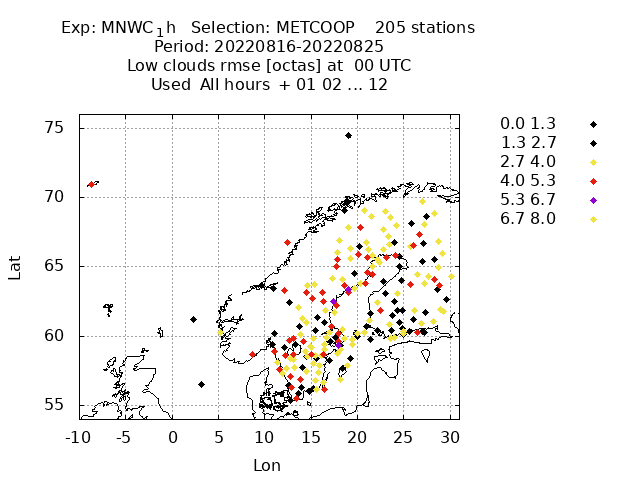 Exp: MNWC_1h Selection: METCOOP 205 stations
Period: 20220816-20220825
Low clouds rmse [octas] at 00 UTC
Used All hours + 01 02 ... 12
0.0 1.3
1.3 2.7
2.7 4.0
4.0 5.3
5.3 6.7
6.7 8.0
75
70
65
60
55
Lat
-10 -5 0 5 10 15 20 25 30
Lon